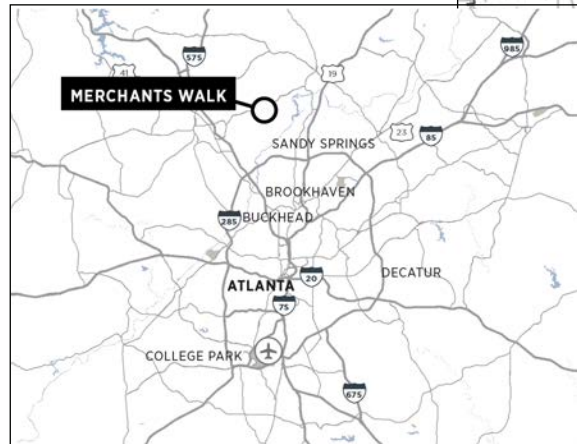 985
575
41
19
MERCHANTS WALK
23
85
SANDY SPRINGS
BROOKHAVEN
285
BUCKHEAD
DECATUR
20
ATLANTA
75
COLLEGE PARK
675